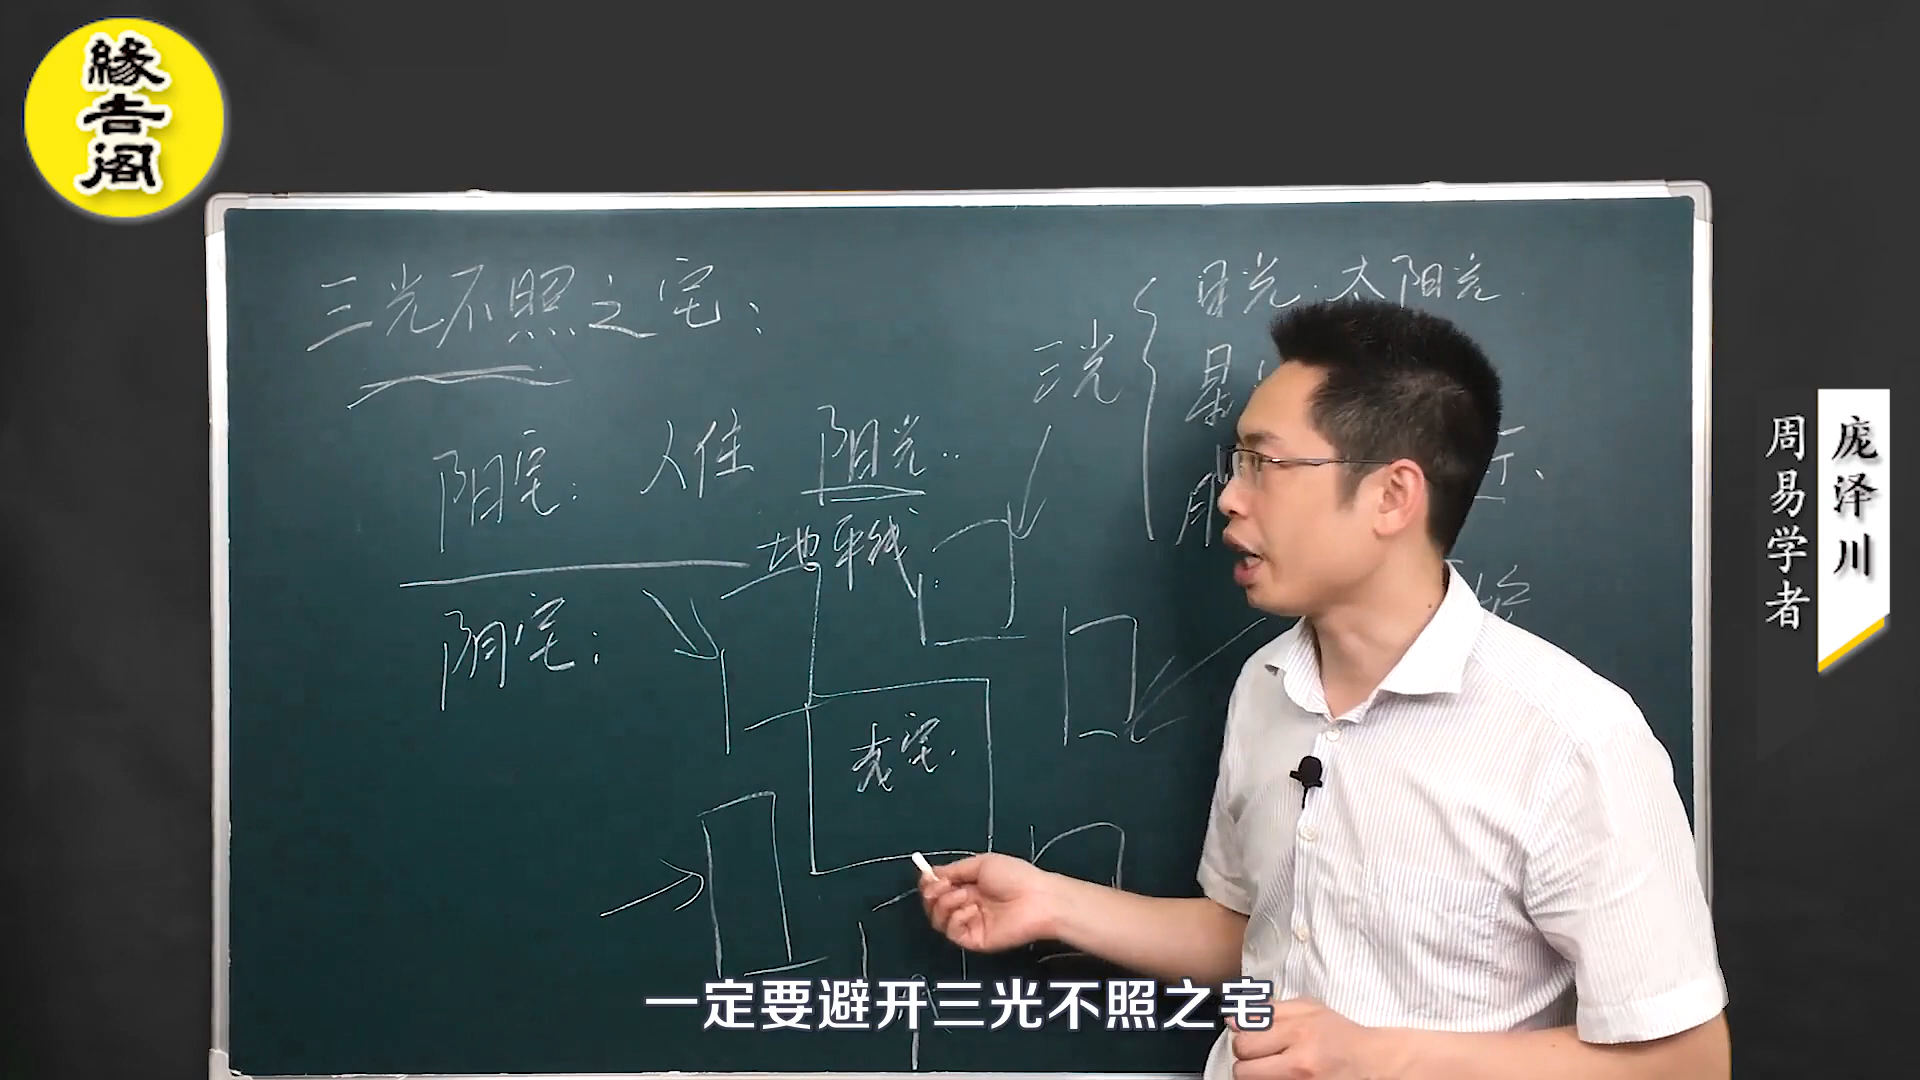 緣吉阁
三光不照之宅：
三光
日光．太阳光．
星
月
阳宅：人住 阳光..
地平线
阴宅：
老宅.
庞泽川
周易学者
一定要避开三光不照之宅